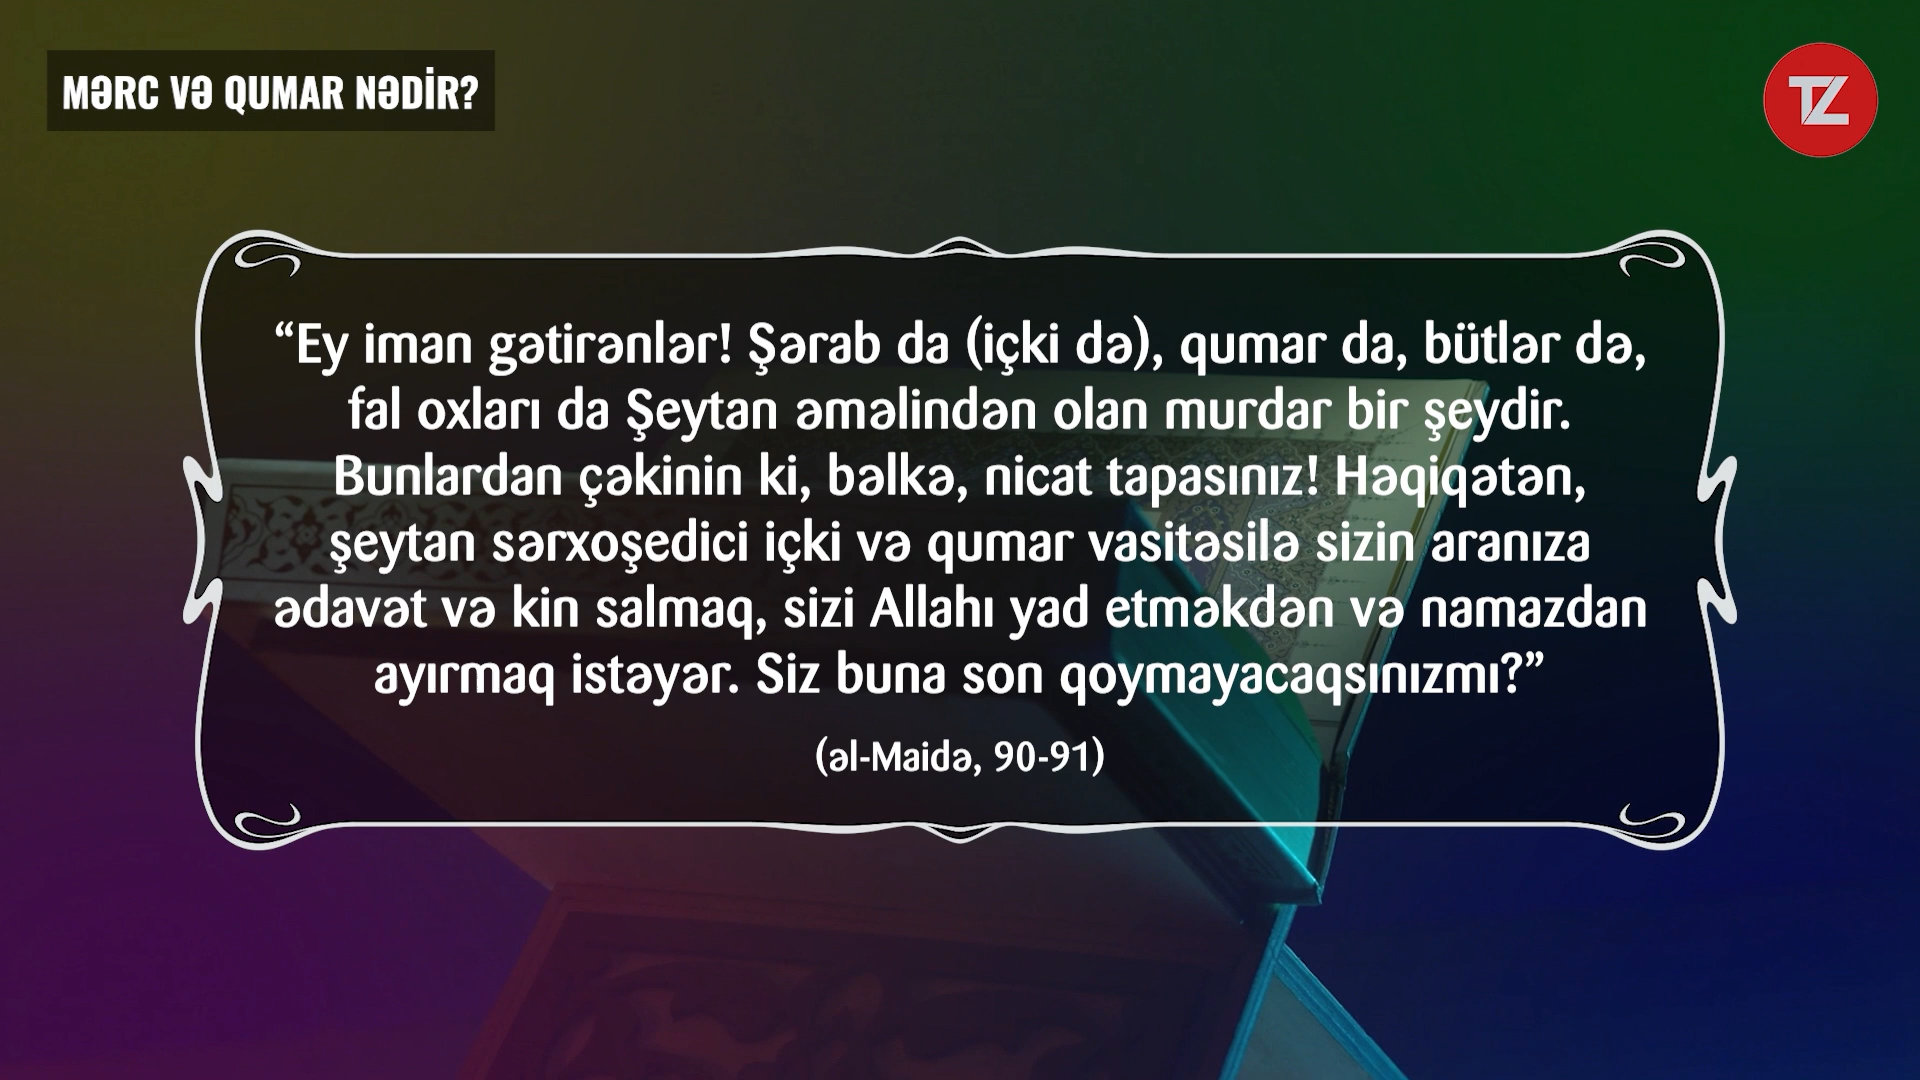 MƏRC VƏ QUMAR NƏDİR?
TZ
“Ey iman gətirənlər! Şərab da (içki də), qumar da, bütlər də,
fal oxları da Şeytan əməlindən olan murdar bir şeydir.
Bunlardan çəkinin ki, bəlkə, nicat tapasınız! Həqiqətən,
şeytan sərxoşedici içki və qumar vasitəsilə sizin aranıza
ədavət və kin salmaq, sizi Allahı yad etməkdən və namazdan
ayırmaq istəyər. Siz buna son qoymayacaqsınızmı?”
(əl-Maidə, 90-91)